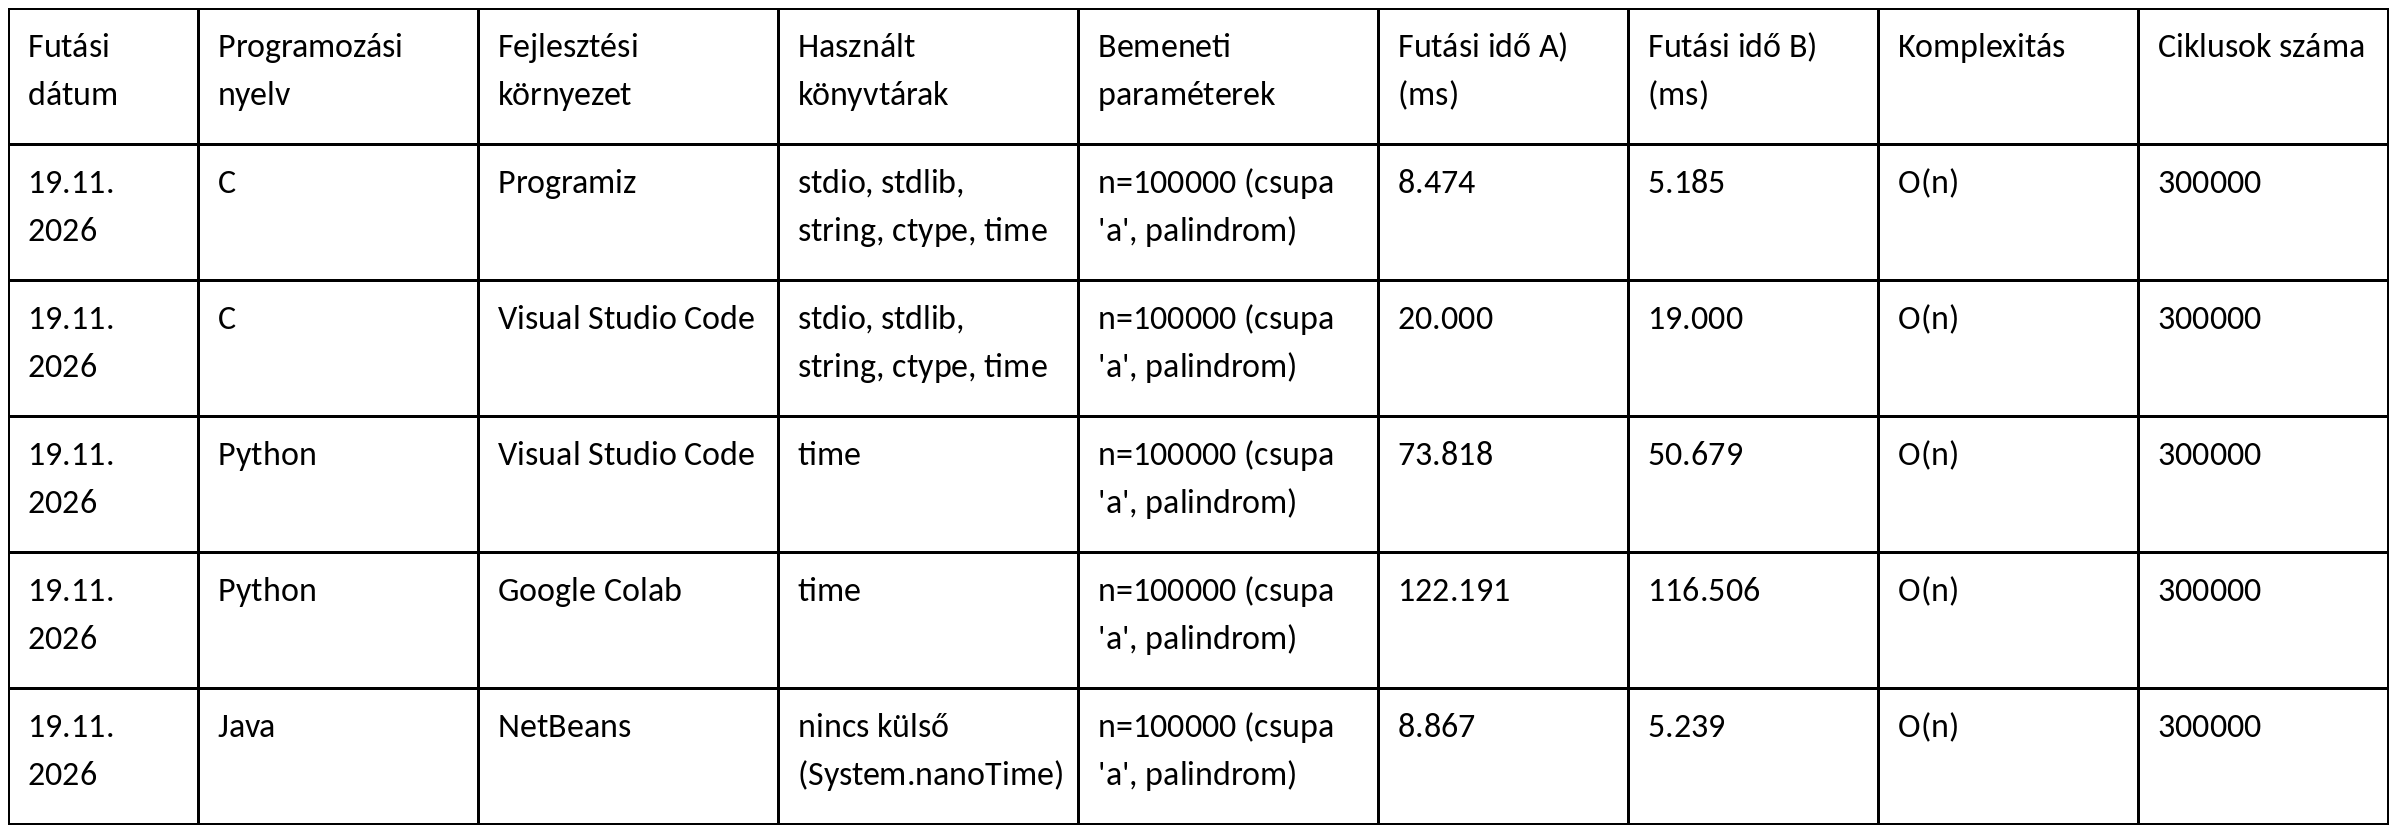 Futási dátum | Programozási nyelv | Fejlesztési környezet | Használt könyvtárak | Bemeneti paraméterek | Futási idő A) (ms) | Futási idő B) (ms) | Komplexitás | Ciklusok száma
19.11. 2026 | C | Programiz | stdio, stdlib, string, ctype, time | n=100000 (csupa 'a', palindrom) | 8.474 | 5.185 | O(n) | 300000
19.11. 2026 | C | Visual Studio Code | stdio, stdlib, string, ctype, time | n=100000 (csupa 'a', palindrom) | 20.000 | 19.000 | O(n) | 300000
19.11. 2026 | Python | Visual Studio Code | time | n=100000 (csupa 'a', palindrom) | 73.818 | 50.679 | O(n) | 300000
19.11. 2026 | Python | Google Colab | time | n=100000 (csupa 'a', palindrom) | 122.191 | 116.506 | O(n) | 300000
19.11. 2026 | Java | NetBeans | nincs külső (System.nanoTime) | n=100000 (csupa 'a', palindrom) | 8.867 | 5.239 | O(n) | 300000